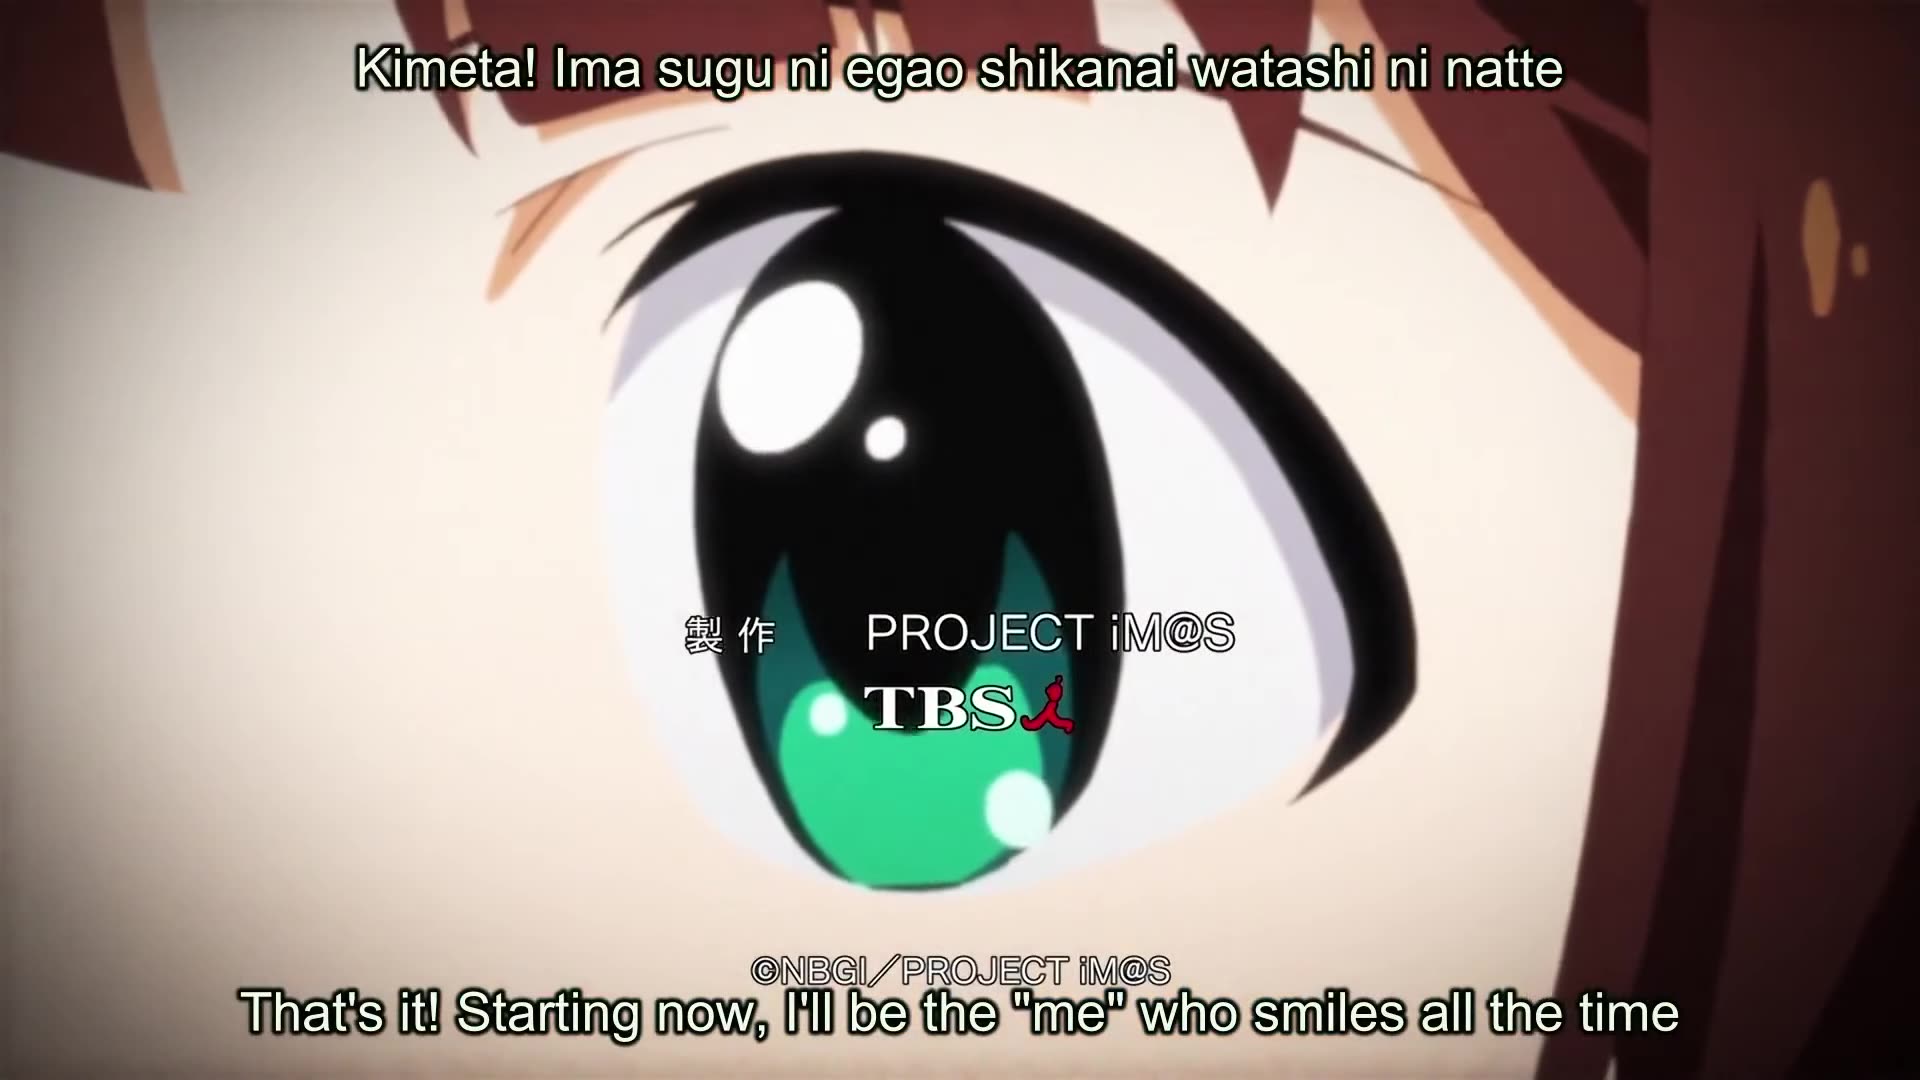 Kimeta! Ima sugu ni egao shikanai watashi ni natte
製作 PROJECT iM@S
TBS
©NBGI／PROJECT iM@S
That's it! Starting now, I'll be the "me" who smiles all the time